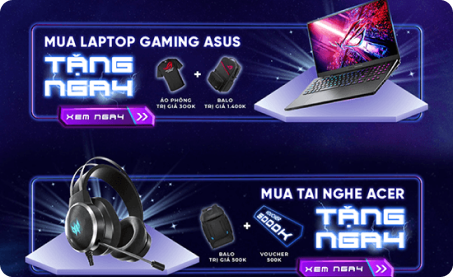 MUA LAPTOP GAMING ASUS
TẶNG
NGAY
ÁO PHÔNG
TRỊ GIÁ 300K
+
BALO
TRỊ GIÁ 1.400K
XEM NGAY >>
MUA TAI NGHE ACER
TẶNG
NGAY
BALO
TRỊ GIÁ 500K
+
VOUCHER
500K
XEM NGAY >>